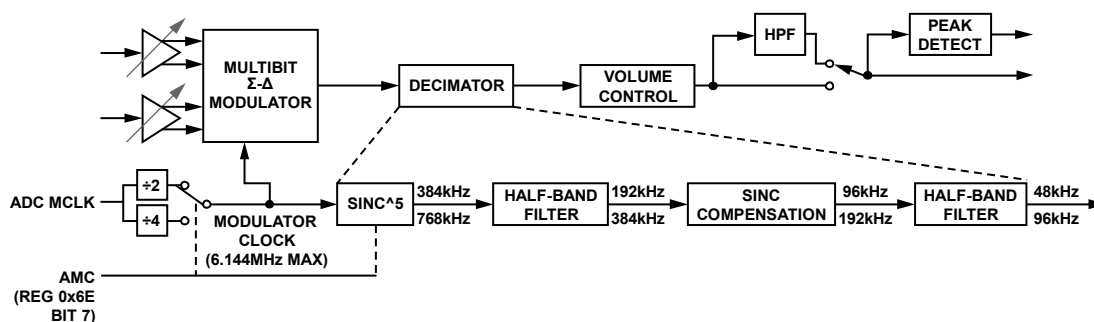 HPF
PEAK
DETECT
MULTIBIT
Σ-Δ
MODULATOR
DECIMATOR
VOLUME
CONTROL
ADC MCLK
÷2
÷4
MODULATOR
CLOCK
(6.144MHz MAX)
SINC^5
384kHz
768kHz
HALF-BAND
FILTER
192kHz
384kHz
SINC
COMPENSATION
96kHz
192kHz
HALF-BAND
FILTER
48kHz
96kHz
AMC
(REG 0x6E
BIT 7)